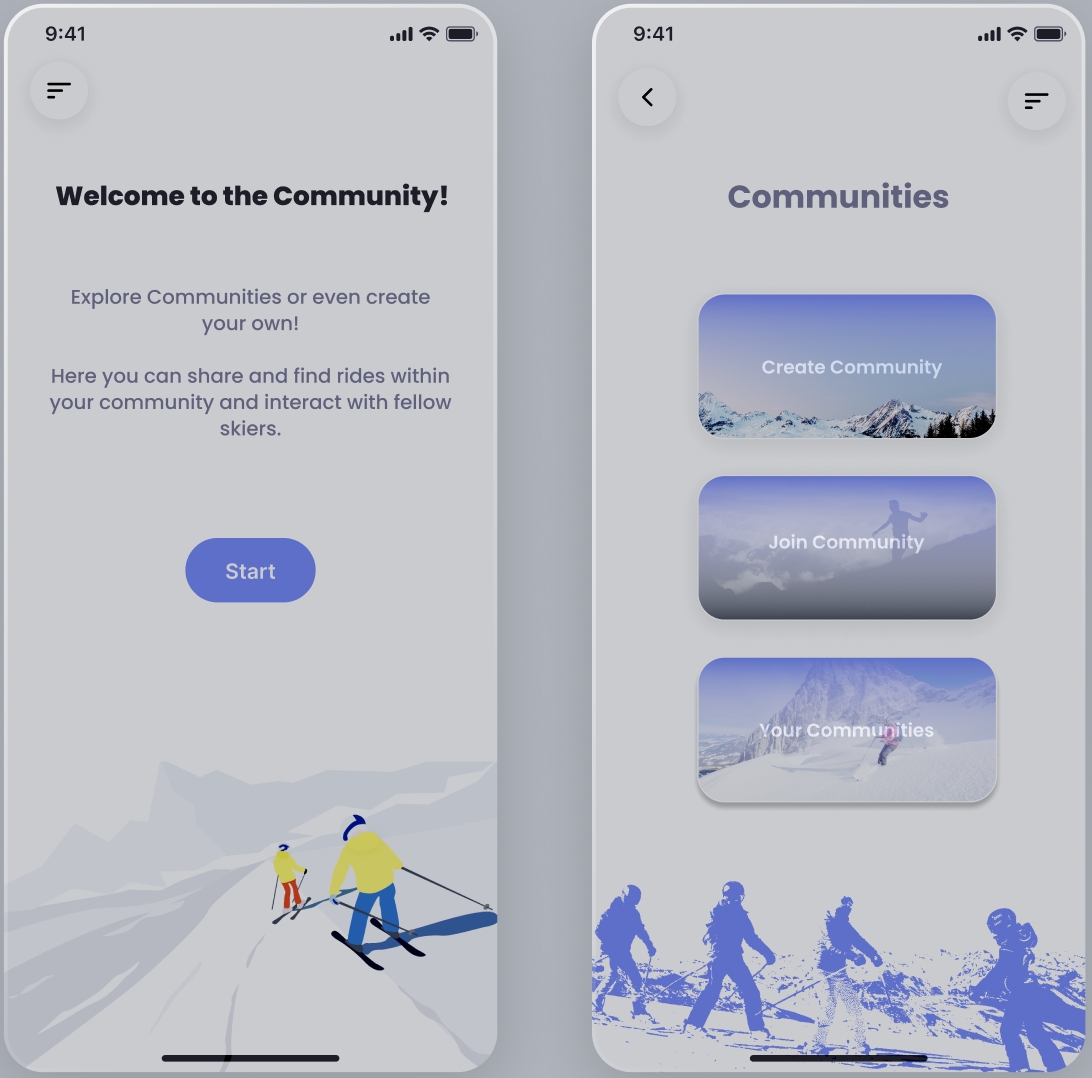 9:41
Welcome to the Community!
Explore Communities or even create
your own!
Here you can share and find rides within
your community and interact with fellow
skiers.
Start
9:41
Communities
Create Community
Join Community
Your Communities